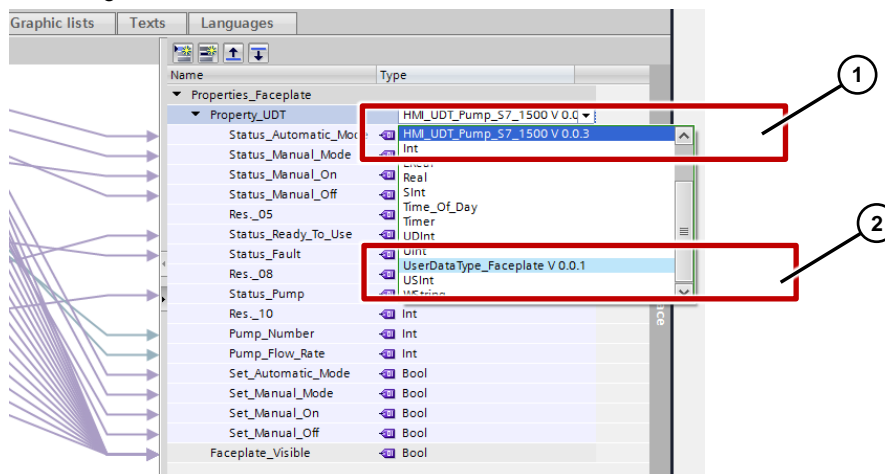 Graphic lists Texts Languages
Name Type
Properties_Faceplate
Property_UDT HMI_UDT_Pump_S7_1500 V 0.0
Status_Automatic_Mode HMI_UDT_Pump_S7_1500 V 0.0.3
Int
Status_Manual_Mode
Status_Manual_On Real
Status_Manual_Off SInt
Time_Of_Day
Res._05 Timer
Status_Ready_To_Use UDInt
Status_Fault UInt
UserDataType_Faceplate V 0.0.1
Res._08 USInt
Status_Pump WString
Res._10 Int
Pump_Number Int
Pump_Flow_Rate Int
Set_Automatic_Mode Bool
Set_Manual_Mode Bool
Set_Manual_On Bool
Set_Manual_Off Bool
Faceplate_Visible Bool
1
2